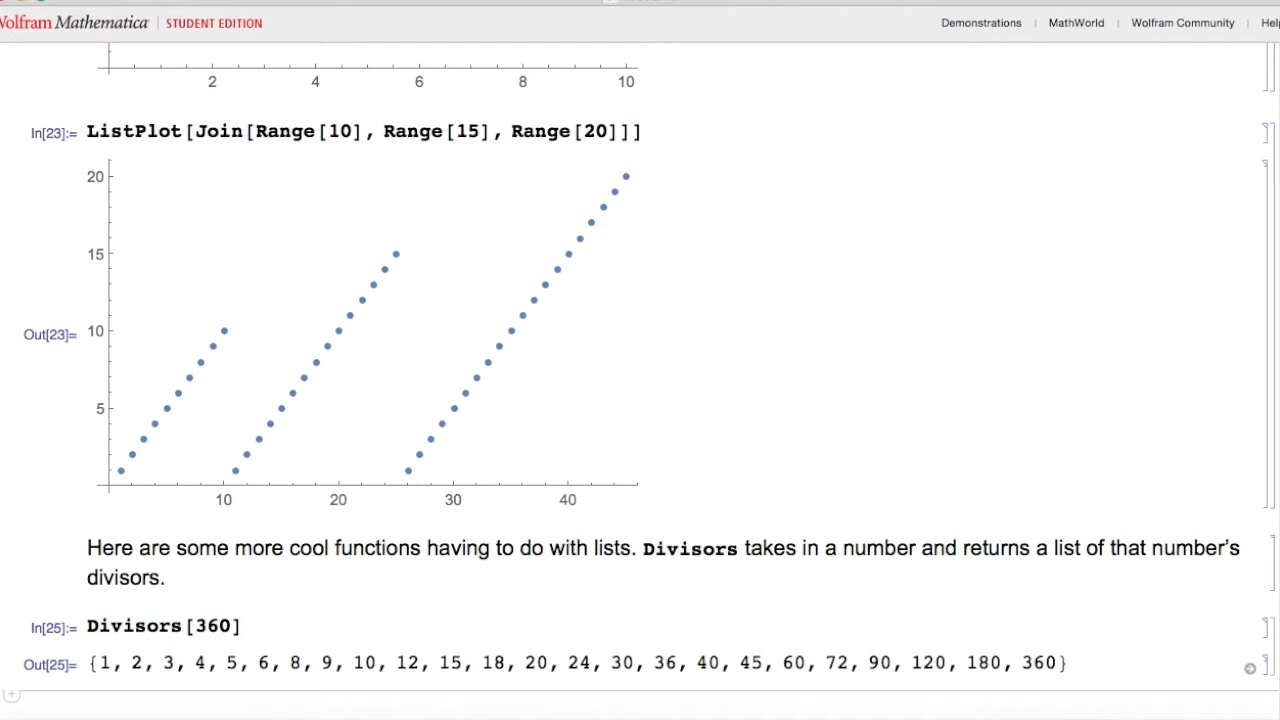 Wolfram Mathematica | STUDENT EDITION
Demonstrations | MathWorld | Wolfram Community |
2 4 6 8 10
In[23]:= ListPlot[Join[Range[10], Range[15], Range[20]]]
20
15
Out[23]= 10
5
10 20 30 40
Here are some more cool functions having to do with lists. Divisors takes in a number and returns a list of that number's
divisors.
In[25]:= Divisors[360]
Out[25]= {1, 2, 3, 4, 5, 6, 8, 9, 10, 12, 15, 18, 20, 24, 30, 36, 40, 45, 60, 72, 90, 120, 180, 360}